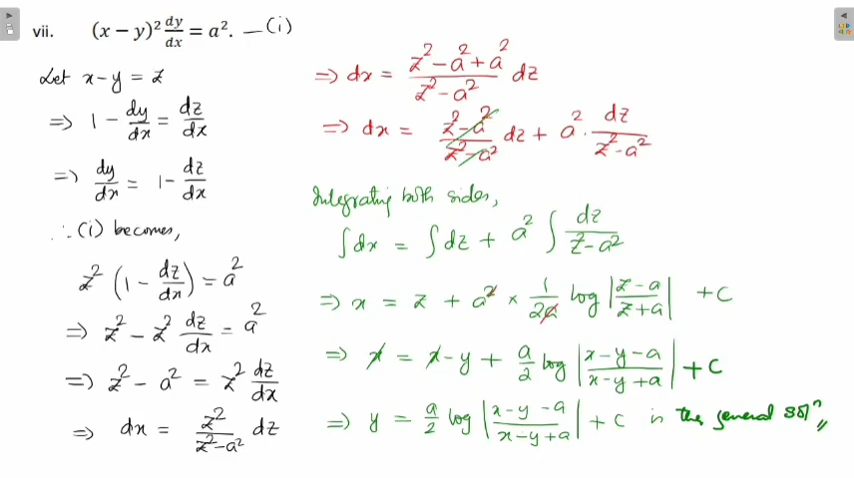 vii. (x − y)² dy/dx = a². —(i)
Let x-y = z
⇒ 1 - dy/dx = dz/dx
⇒ dy/dx = 1 - dz/dx
∴ (i) becomes,
z² (1 - dz/dx) = a²
⇒ z² - z² dz/dx = a²
⇒ z² - a² = z² dz/dx
⇒ dx = z²/(z²-a²) dz
⇒ dx = (z² - a² + a²)/(z² - a²) dz
⇒ dx = (z² - a²)/(z² - a²) dz + a² · dz/(z² - a²)
Integrating both sides,
∫dx = ∫dz + a² ∫ dz/(z² - a²)
⇒ x = z + a² × 1/2a log |(z-a)/(z+a)| + C
⇒ x = x - y + a/2 log |(x-y-a)/(x-y+a)| + C
⇒ y = a/2 log |(x-y-a)/(x-y+a)| + C is the general solⁿ,,